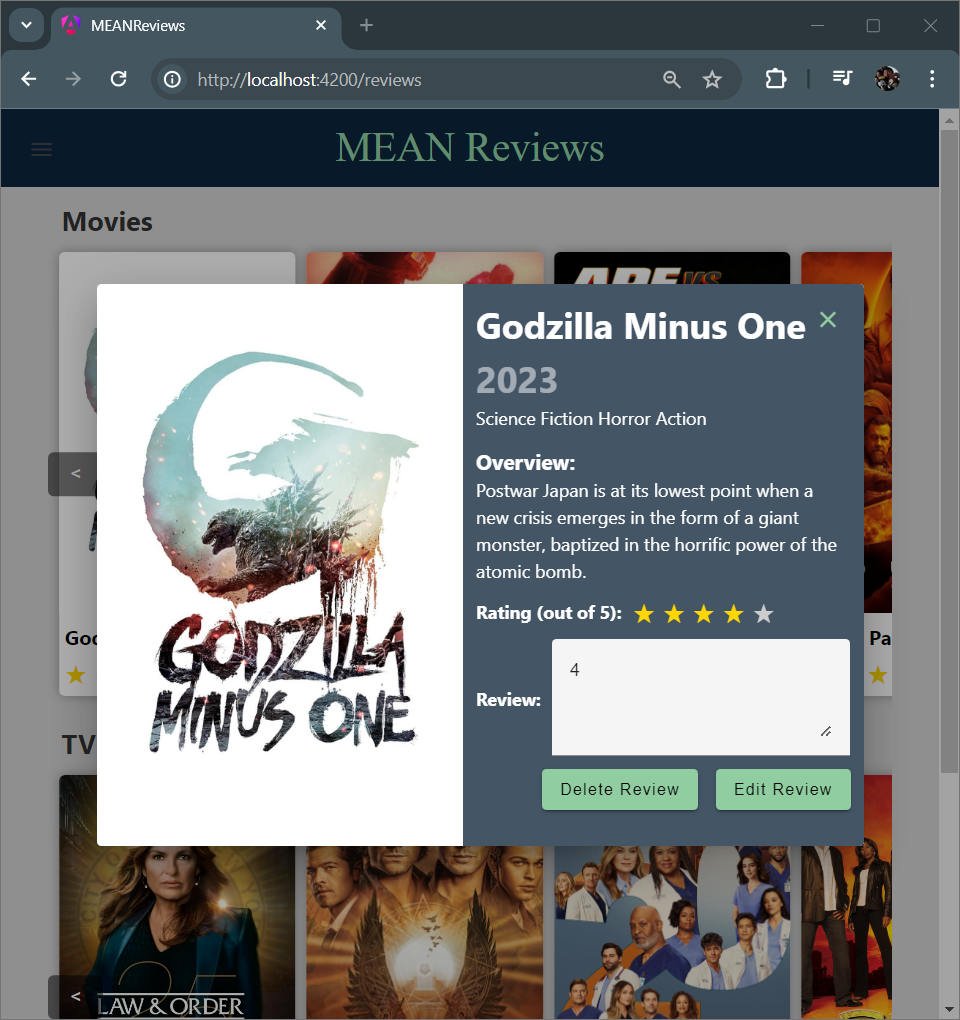 MEANReviews
http://localhost:4200/reviews
MEAN Reviews
Movies
APE VS
Godzilla Minus One
2023
Science Fiction Horror Action
Overview:
Postwar Japan is at its lowest point when a
new crisis emerges in the form of a giant
monster, baptized in the horrific power of the
atomic bomb.
Rating (out of 5):
4
Review:
Delete Review
Edit Review
GODZILLA
MINUS ONE
<
Goo
Pa
TV
<
25
LAW & ORDER